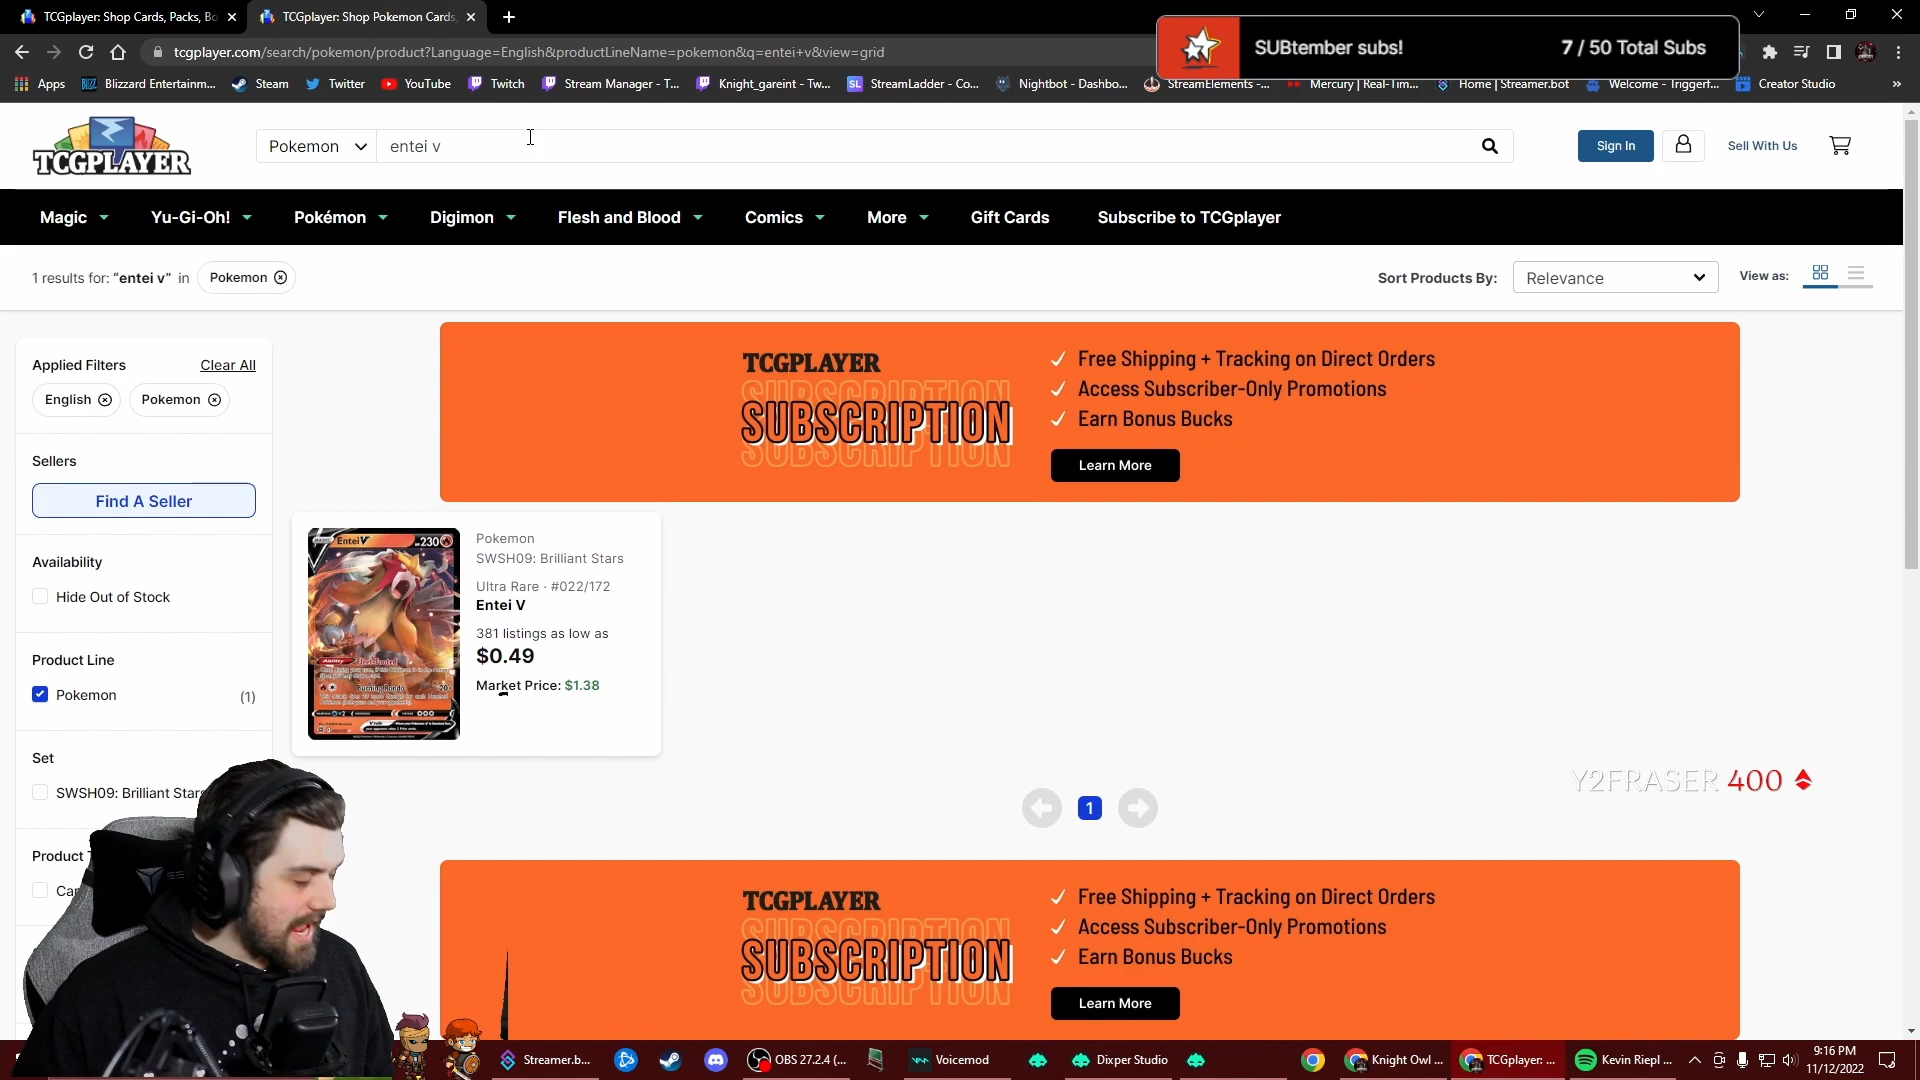 TCGplayer: Shop Cards, Packs, Bo
TCGplayer: Shop Pokemon Cards,
tcgplayer.com/search/pokemon/product?Language=English&productLineName=pokemon&q=entei+v&view=grid
SUBtember subs! 7 / 50 Total Subs
Apps Blizzard Entertainm... Steam Twitter YouTube Twitch Stream Manager - T... Knight_gareint - Tw... StreamLadder - Co... Nightbot - Dashbo... StreamElements -... Mercury | Real-Tim... Home | Streamer.bot Welcome - Triggerf... Creator Studio »
TCGPLAYER
Pokemon entei v
Sign In Sell With Us
Magic Yu-Gi-Oh! Pokémon Digimon Flesh and Blood Comics More Gift Cards Subscribe to TCGplayer
1 results for: “entei v” in Pokemon
Sort Products By: Relevance View as:
Applied Filters Clear All
English Pokemon
Sellers
Find A Seller
Availability
Hide Out of Stock
Product Line
Pokemon (1)
Set
SWSH09: Brilliant Stars
Product T
Car
TCGPLAYER
SUBSCRIPTION
Free Shipping + Tracking on Direct Orders
Access Subscriber-Only Promotions
Earn Bonus Bucks
Learn More
BASIC Entei V 230
Ability Fleet-Footed
Burning Rondo 20
Pokemon
SWSH09: Brilliant Stars
Ultra Rare · #022/172
Entei V
381 listings as low as
$0.49
Market Price: $1.38
Y2FRASER 400
1
TCGPLAYER
SUBSCRIPTION
Free Shipping + Tracking on Direct Orders
Access Subscriber-Only Promotions
Earn Bonus Bucks
Learn More
Streamer.b... OBS 27.2.4 (... Voicemod Dixper Studio Knight Owl ... TCGplayer: ... Kevin Riepl ...
9:16 PM
11/12/2022